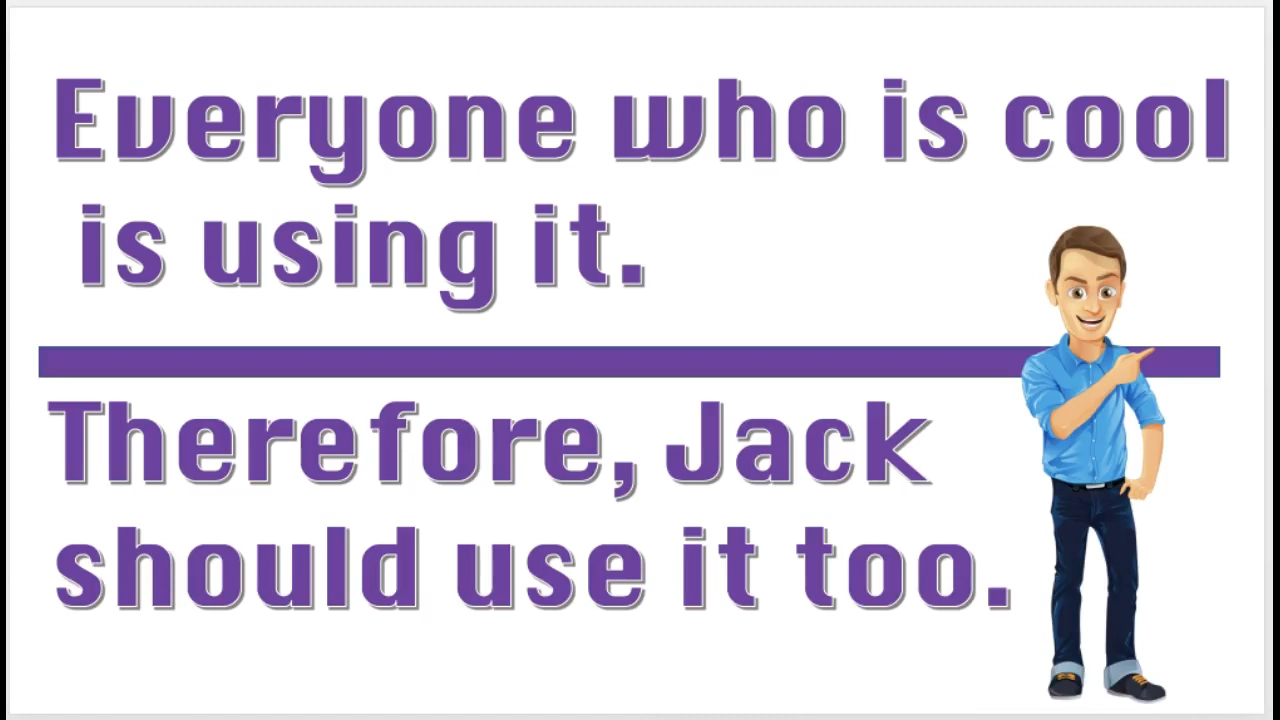 Everyone who is cool
is using it.
Therefore, Jack
should use it too.